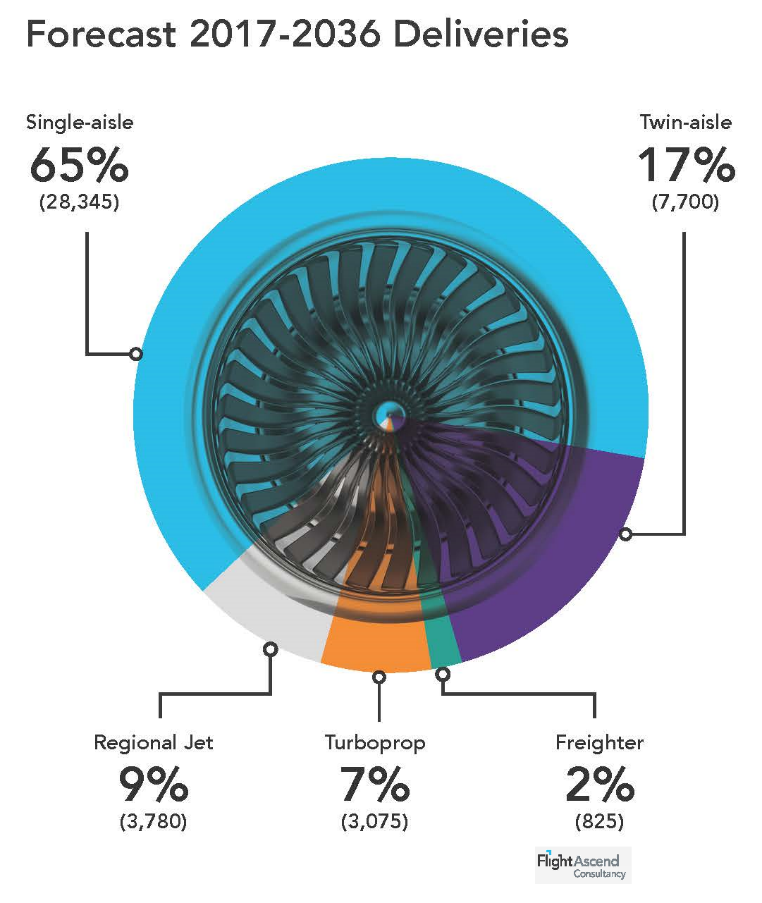 Forecast 2017-2036 Deliveries
Single-aisle
65%
(28,345)
Twin-aisle
17%
(7,700)
Regional Jet
9%
(3,780)
Turboprop
7%
(3,075)
Freighter
2%
(825)
FlightAscend
Consultancy